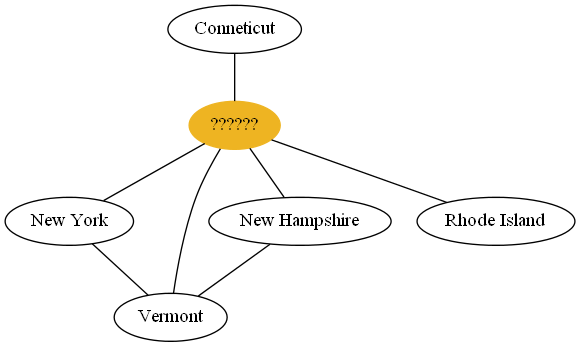 Conneticut
??????
New York
New Hampshire
Rhode Island
Vermont